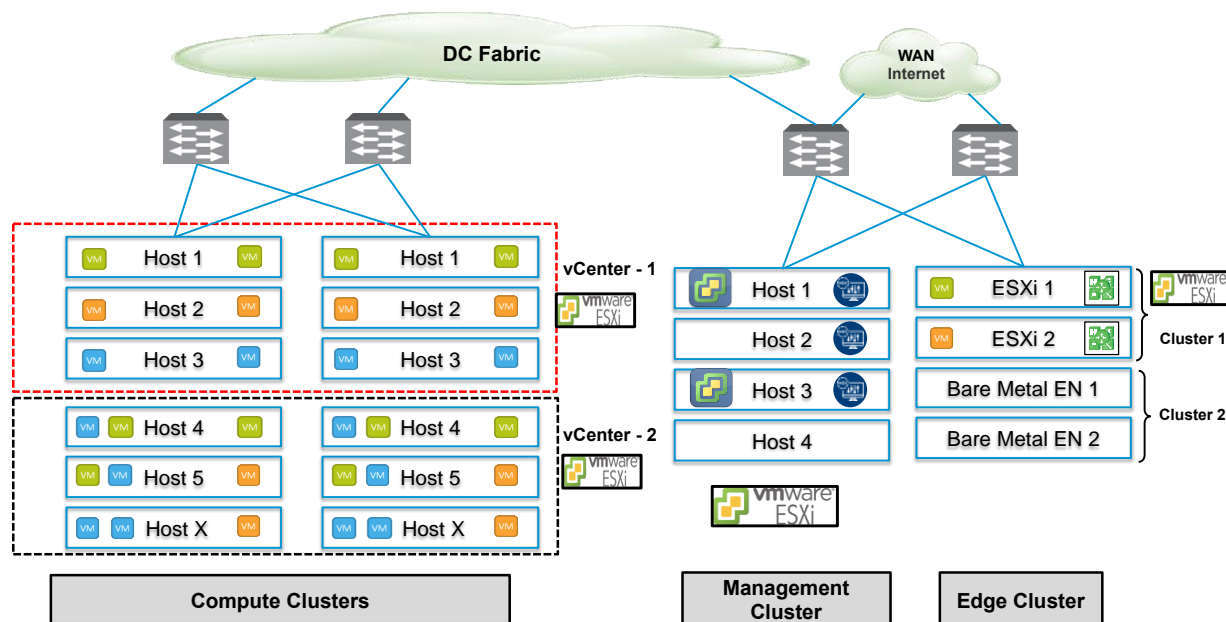 DC Fabric
WAN
Internet
VM Host 1 VM
VM Host 1 VM
VM Host 2 VM
VM Host 2 VM
VM Host 3 VM
VM Host 3 VM
vCenter - 1
vmware
ESXi
VM VM Host 4 VM
VM VM Host 4 VM
VM VM Host 5 VM
VM VM Host 5 VM
VM VM Host X VM
VM VM Host X VM
vCenter - 2
vmware
ESXi
Host 1
Host 2
Host 3
Host 4
vmware
ESXi
VM ESXi 1
VM ESXi 2
Bare Metal EN 1
Bare Metal EN 2
vmware
ESXi
Cluster 1
Cluster 2
Compute Clusters
Management
Cluster
Edge Cluster